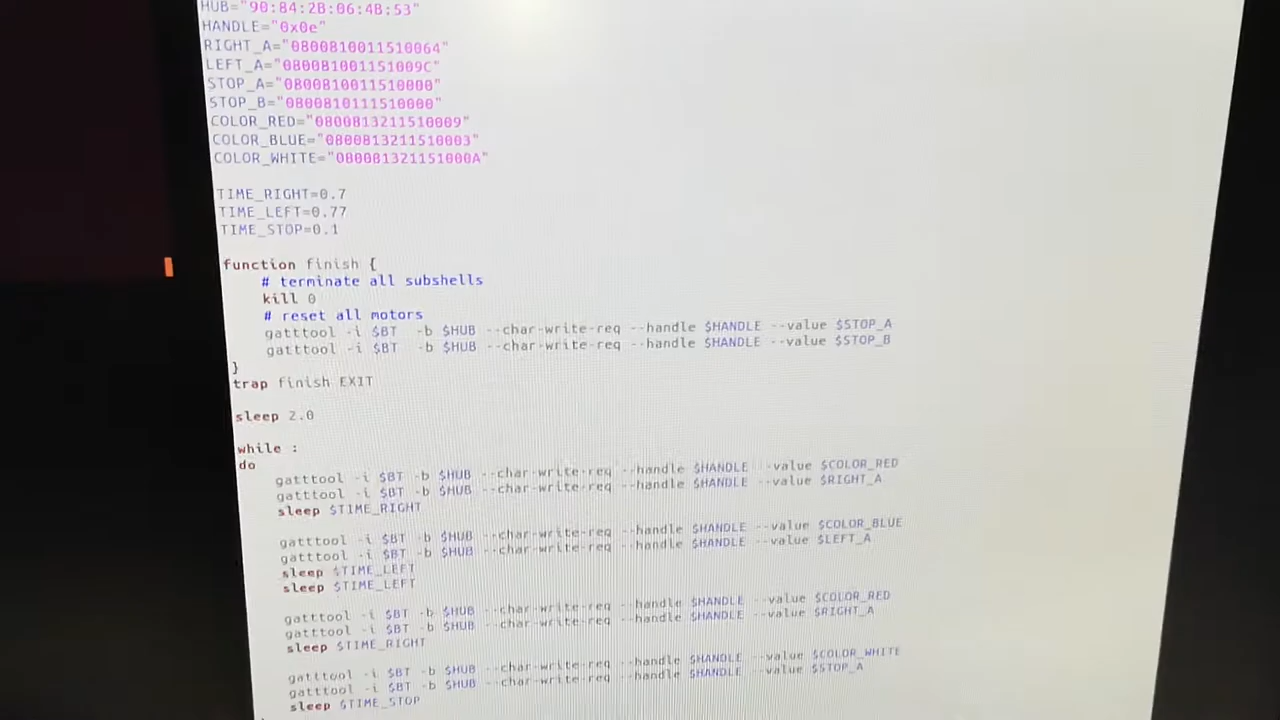 HUB="90:84:2B:06:4B:53"
HANDLE="0x0e"
RIGHT_A="0800810011510064"
LEFT_A="080081001151009C"
STOP_A="0800810011510000"
STOP_B="0800810111510000"
COLOR_RED="0800813211510009"
COLOR_BLUE="0800813211510003"
COLOR_WHITE="080081321151000A"
TIME_RIGHT=0.7
TIME_LEFT=0.77
TIME_STOP=0.1
function finish {
# terminate all subshells
kill 0
# reset all motors
gatttool -i $BT -b $HUB --char-write-req --handle $HANDLE --value $STOP_A
gatttool -i $BT -b $HUB --char-write-req --handle $HANDLE --value $STOP_B
}
trap finish EXIT
sleep 2.0
while :
do
gatttool -i $BT -b $HUB --char-write-req --handle $HANDLE --value $COLOR_RED
gatttool -i $BT -b $HUB --char-write-req --handle $HANDLE --value $RIGHT_A
sleep $TIME_RIGHT
gatttool -i $BT -b $HUB --char-write-req --handle $HANDLE --value $COLOR_BLUE
gatttool -i $BT -b $HUB --char-write-req --handle $HANDLE --value $LEFT_A
sleep $TIME_LEFT
sleep $TIME_LEFT
gatttool -i $BT -b $HUB --char-write-req --handle $HANDLE --value $COLOR_RED
gatttool -i $BT -b $HUB --char-write-req --handle $HANDLE --value $RIGHT_A
sleep $TIME_RIGHT
gatttool -i $BT -b $HUB --char-write-req --handle $HANDLE --value $COLOR_WHITE
gatttool -i $BT -b $HUB --char-write-req --handle $HANDLE --value $STOP_A
sleep $TIME_STOP